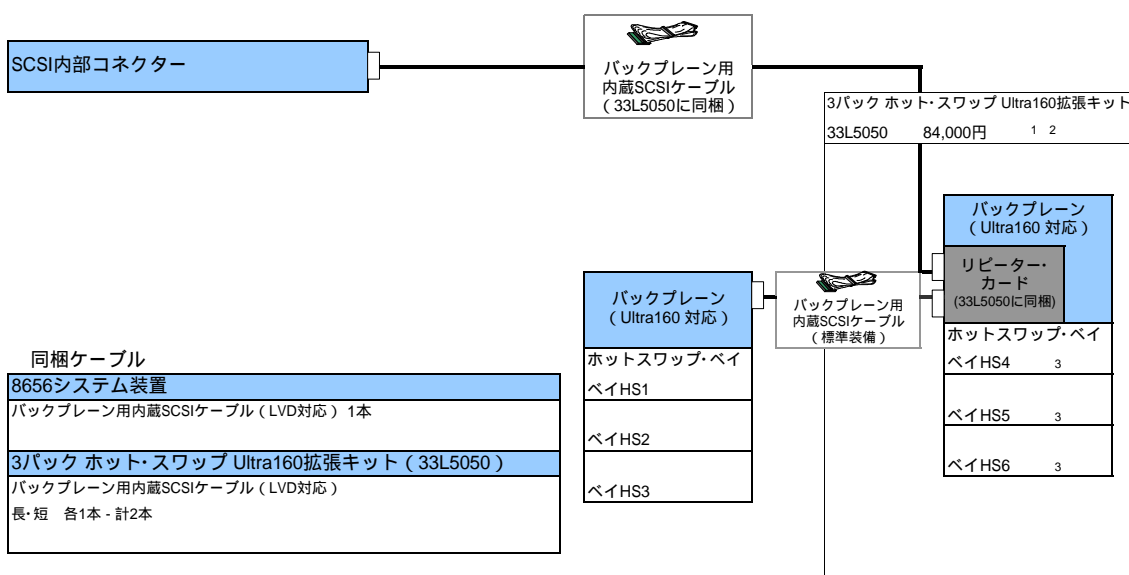 SCSI内部コネクター
バックプレーン用
内蔵SCSIケーブル
(33L5050に同梱)
3パック ホット・スワップ Ultra160拡張キット
33L5050 84,000円 1 2
バックプレーン
(Ultra160 対応)
リピーター・
カード
(33L5050に同梱)
ホットスワップ・ベイ
ベイHS4 3
ベイHS5 3
ベイHS6 3
バックプレーン用
内蔵SCSIケーブル
(標準装備)
バックプレーン
(Ultra160 対応)
ホットスワップ・ベイ
ベイHS1
ベイHS2
ベイHS3
同梱ケーブル
8656システム装置
バックプレーン用内蔵SCSIケーブル(LVD対応) 1本
3パック ホット・スワップ Ultra160拡張キット(33L5050)
バックプレーン用内蔵SCSIケーブル(LVD対応)
長・短 各1本 - 計2本